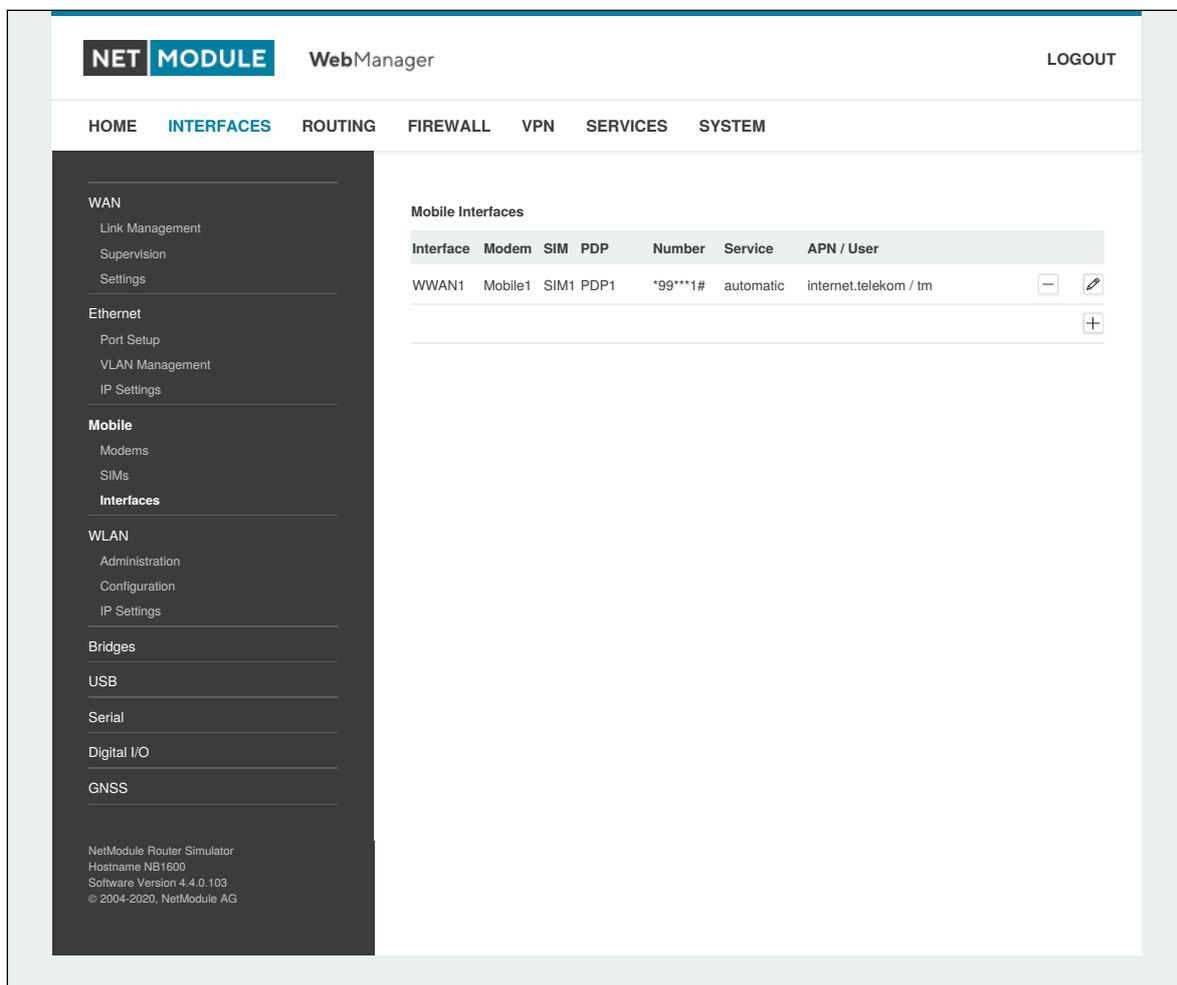 NET MODULE WebManager LOGOUT
HOME INTERFACES ROUTING FIREWALL VPN SERVICES SYSTEM
WAN
Link Management
Supervision
Settings
Ethernet
Port Setup
VLAN Management
IP Settings
Mobile
Modems
SIMs
Interfaces
WLAN
Administration
Configuration
IP Settings
Bridges
USB
Serial
Digital I/O
GNSS
NetModule Router Simulator
Hostname NB1600
Software Version 4.4.0.103
© 2004-2020, NetModule AG
Mobile Interfaces
Interface Modem SIM PDP Number Service APN / User
WWAN1 Mobile1 SIM1 PDP1 *99***1# automatic internet.telekom / tm